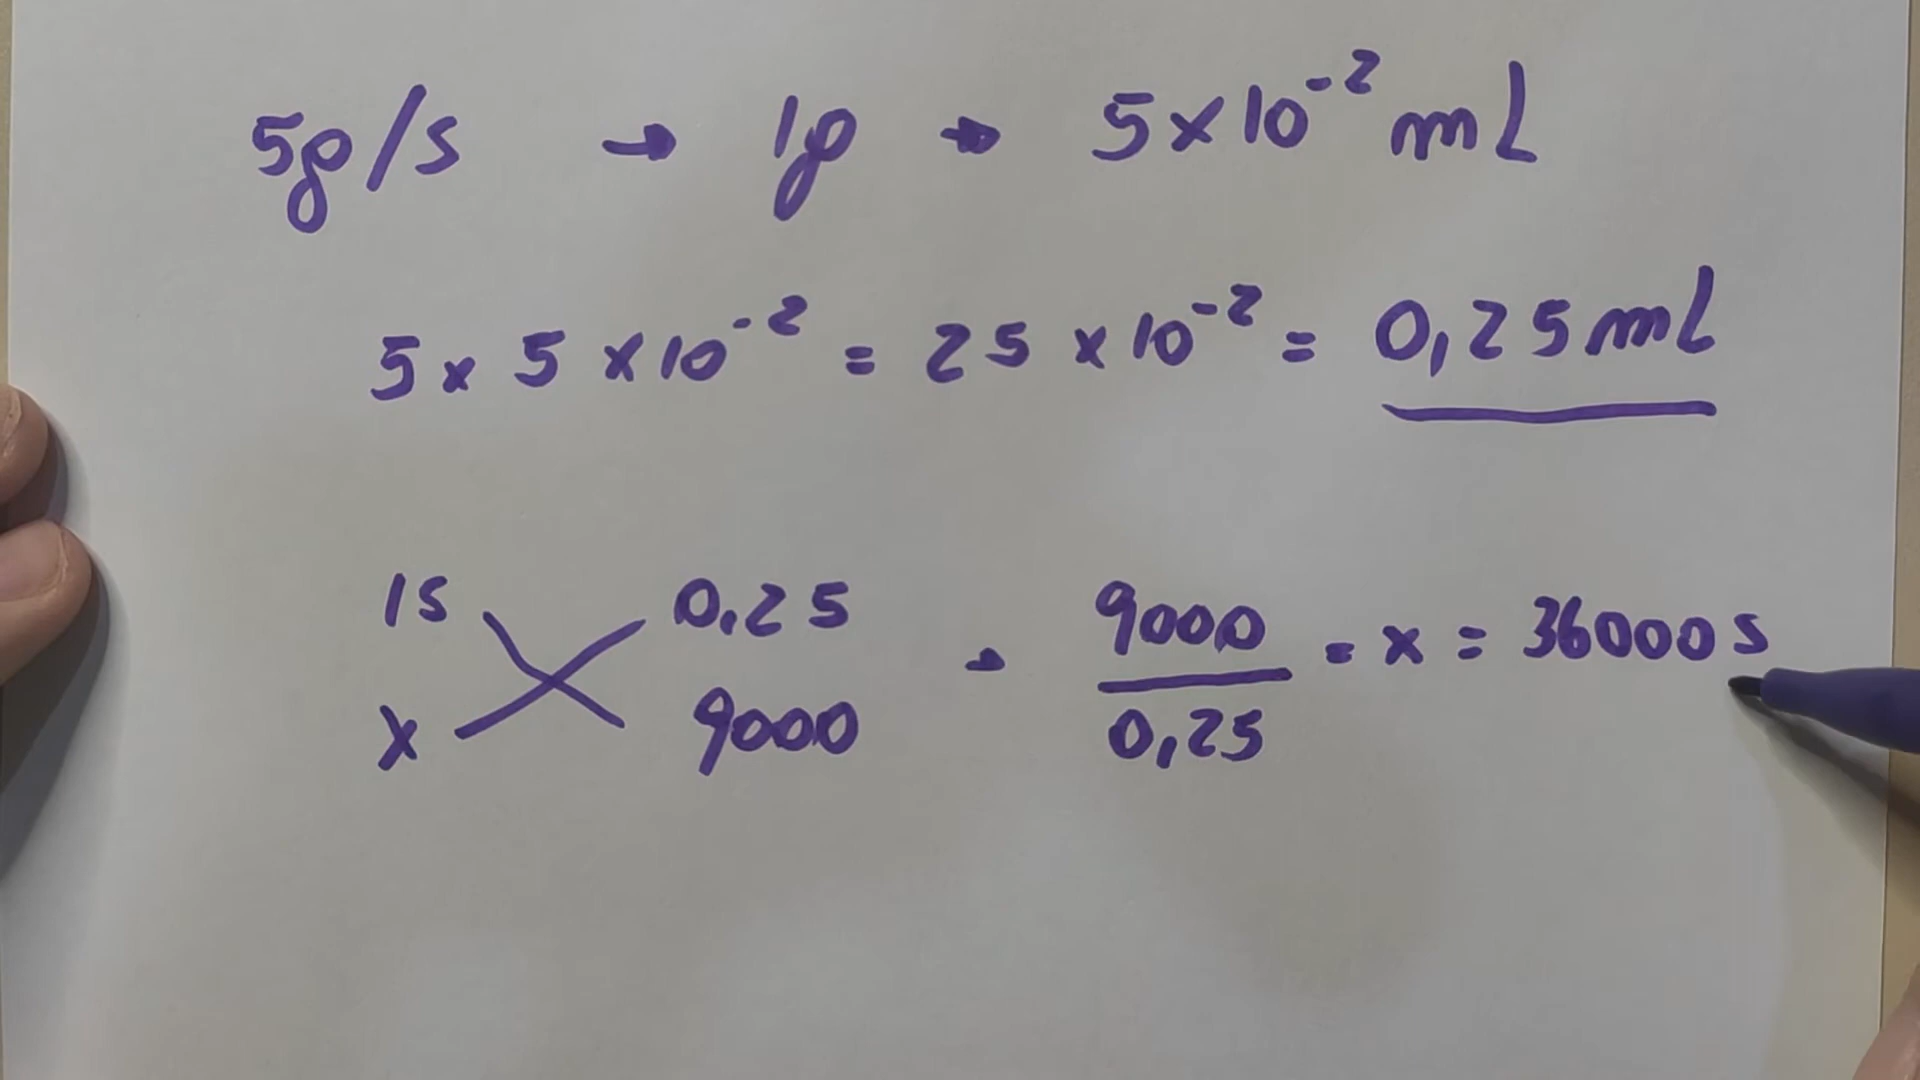 5g/s → 1g → 5×10⁻² mL
5 × 5 × 10⁻² = 25 × 10⁻² = 0,25 mL
1s 0,25 → 9000/0,25 = x = 36000 s
x 9000